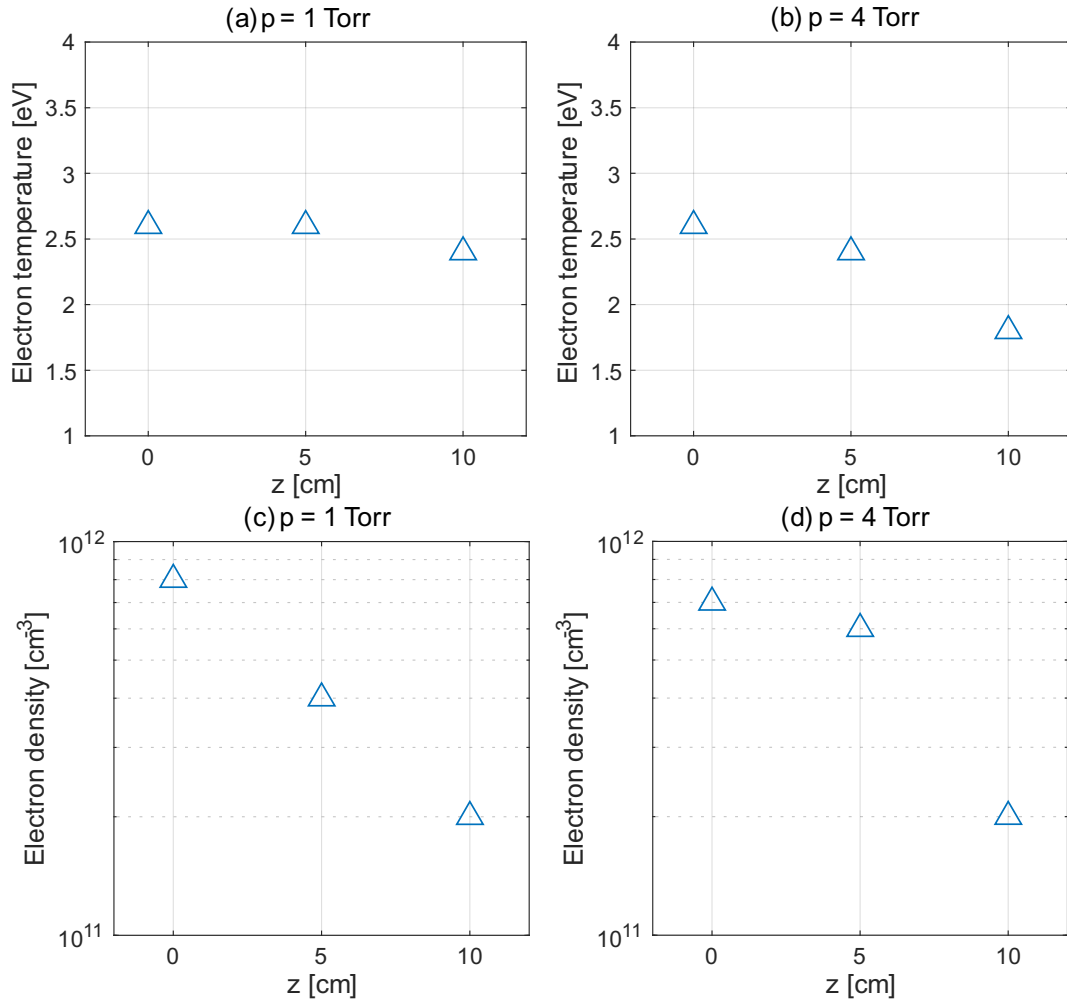 (a) p = 1 Torr
4
3.5
3
2.5
2
1.5
1
Electron temperature [eV]
0 5 10
z [cm]
(b) p = 4 Torr
4
3.5
3
2.5
2
1.5
1
Electron temperature [eV]
0 5 10
z [cm]
(c) p = 1 Torr
10^12
10^11
Electron density [cm^-3]
0 5 10
z [cm]
(d) p = 4 Torr
10^12
10^11
Electron density [cm^-3]
0 5 10
z [cm]